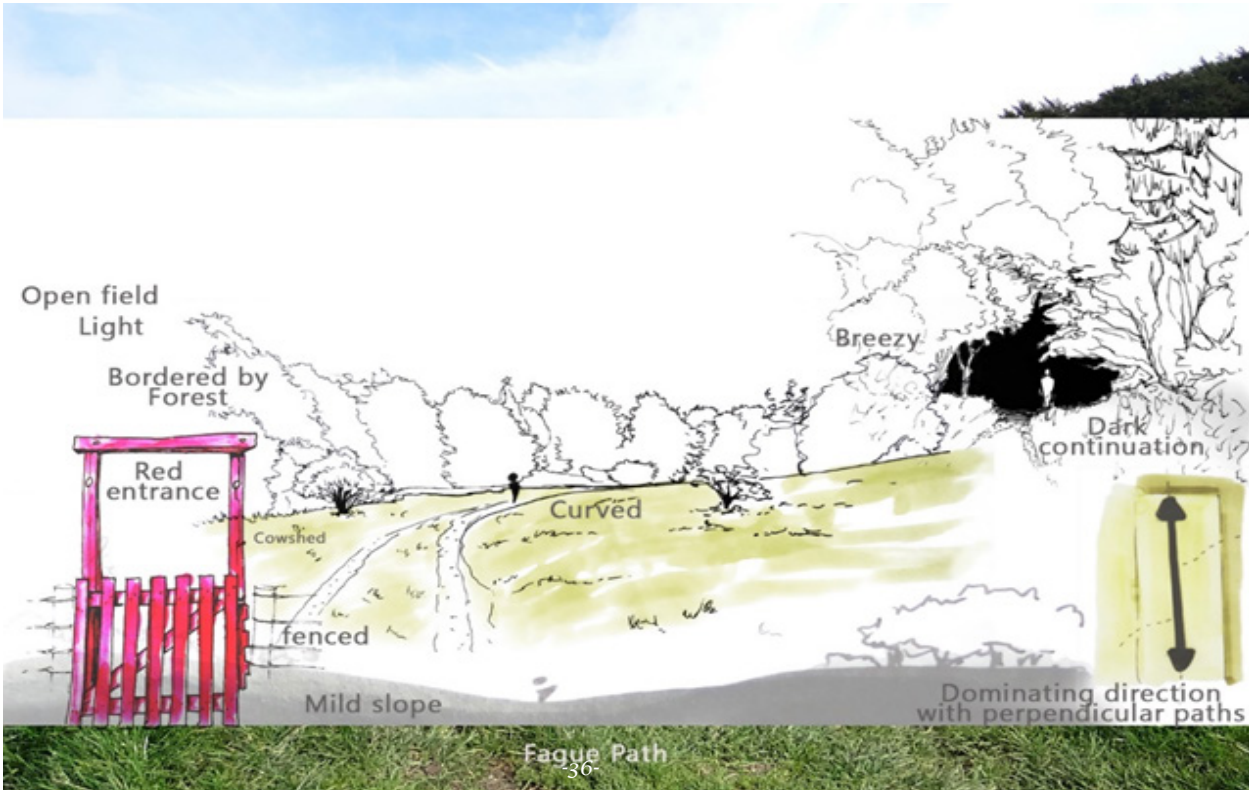 Open field
Light
Bordered by
Forest
Breezy
Dark
continuation
Red
entrance
Curved
Cowshed
fenced
Mild slope
Dominating direction
with perpendicular paths
Fague Path
-36-